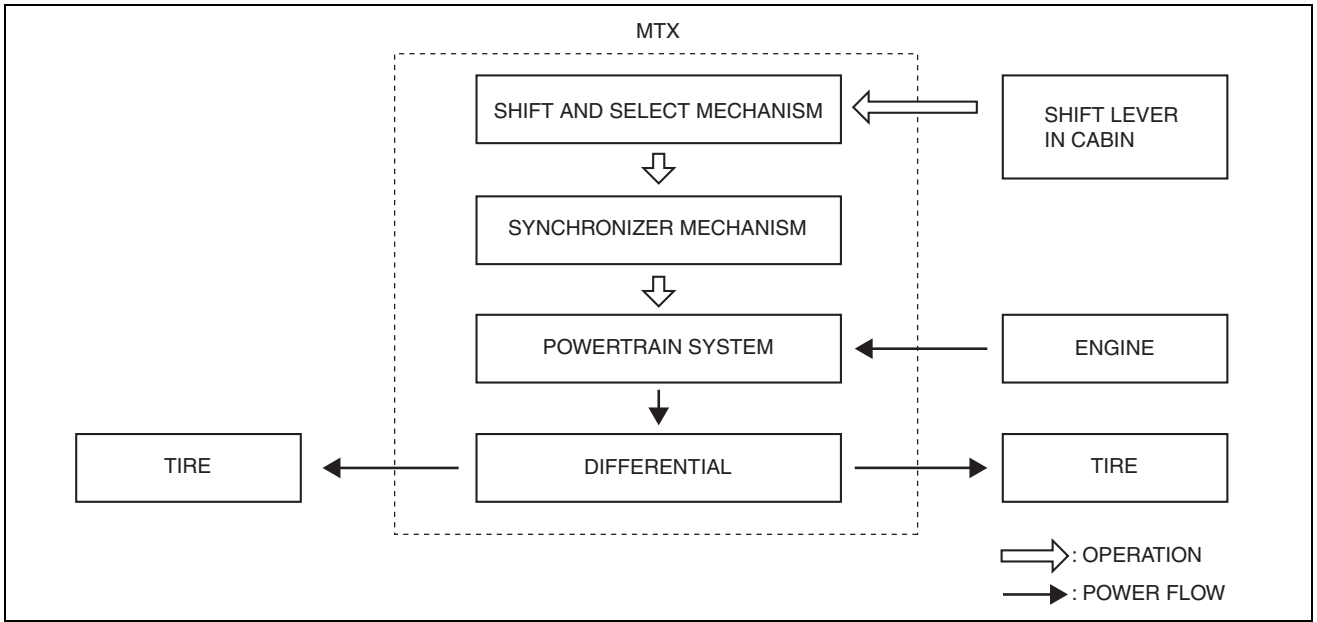 MTX
SHIFT AND SELECT MECHANISM
SHIFT LEVER
IN CABIN
SYNCHRONIZER MECHANISM
POWERTRAIN SYSTEM
ENGINE
TIRE
DIFFERENTIAL
TIRE
: OPERATION
: POWER FLOW